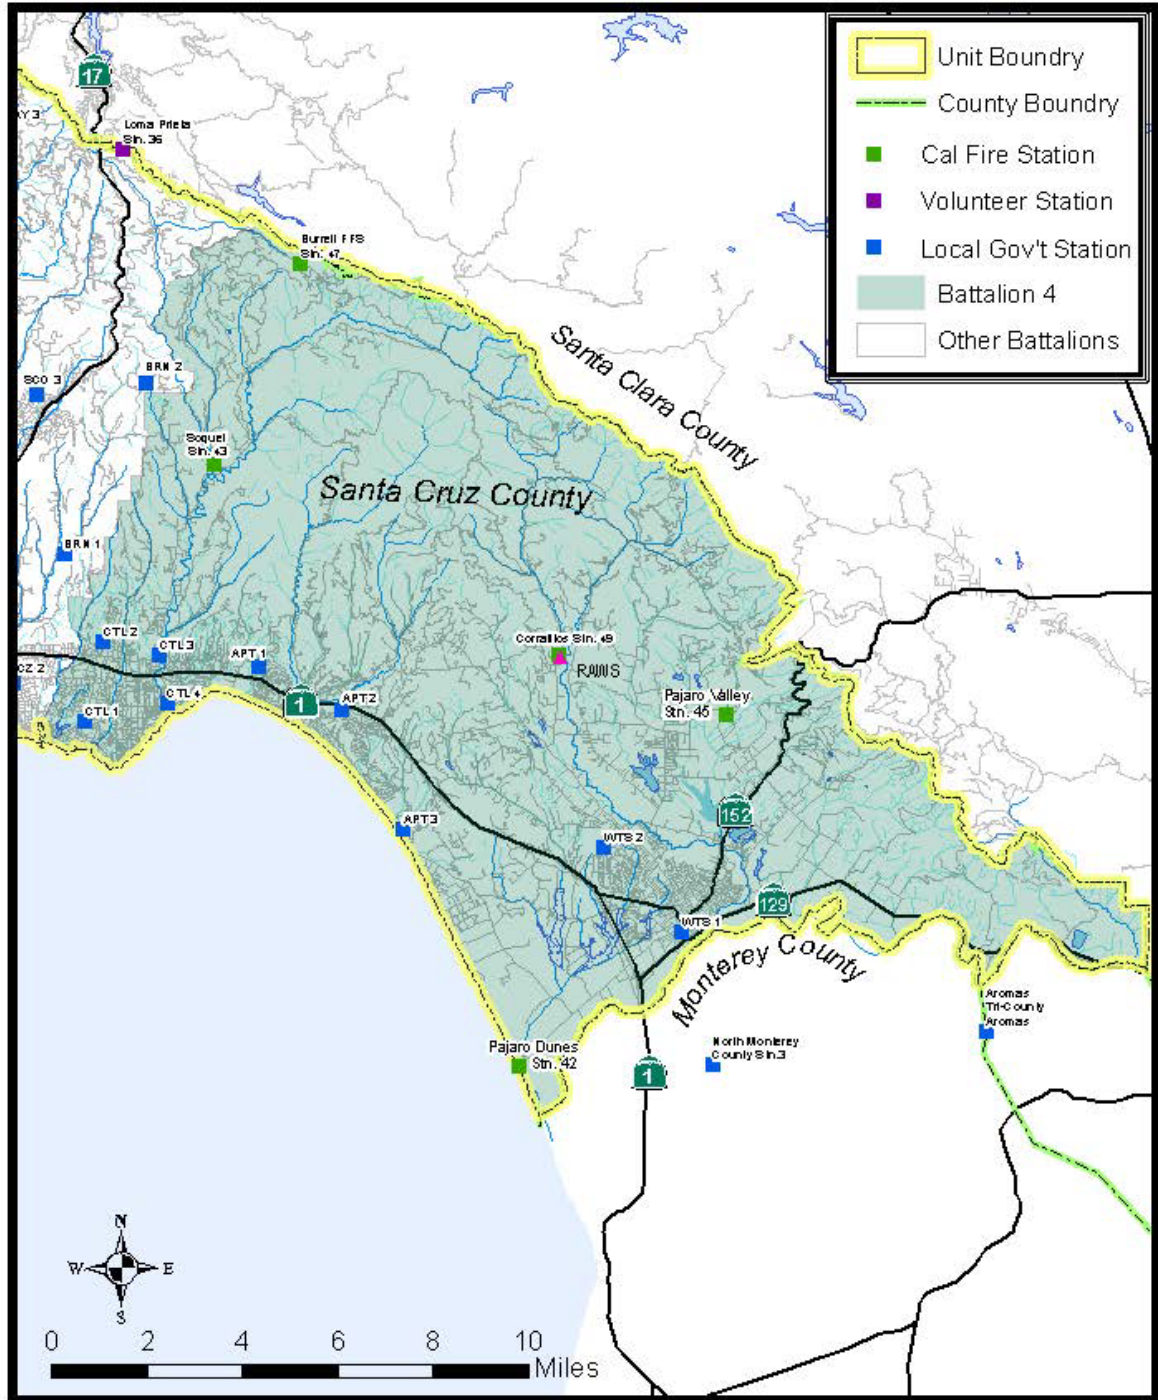 17
AY 3
Loma Prieta
Stn. 36
Burrell FFS
Stn. 47
Unit Boundry
County Boundry
Cal Fire Station
Volunteer Station
Local Gov't Station
Battalion 4
Other Battalions
Santa Clara County
SCO 3
BRN 2
Soquel
Stn. 43
Santa Cruz County
BRN 1
CTL 2
CTL 3
APT 1
CZ 2
CTL 4
CTL 1
1
APT 2
Corralitos Stn. 49
RAWS
Pajaro Valley
Stn. 45
APT 3
152
WTS 2
129
WTS 1
Monterey County
Pajaro Dunes
Stn. 42
1
North Monterey
County Stn.3
Aromas
Tri-County
Aromas
N
W
E
S
0 2 4 6 8 10
Miles